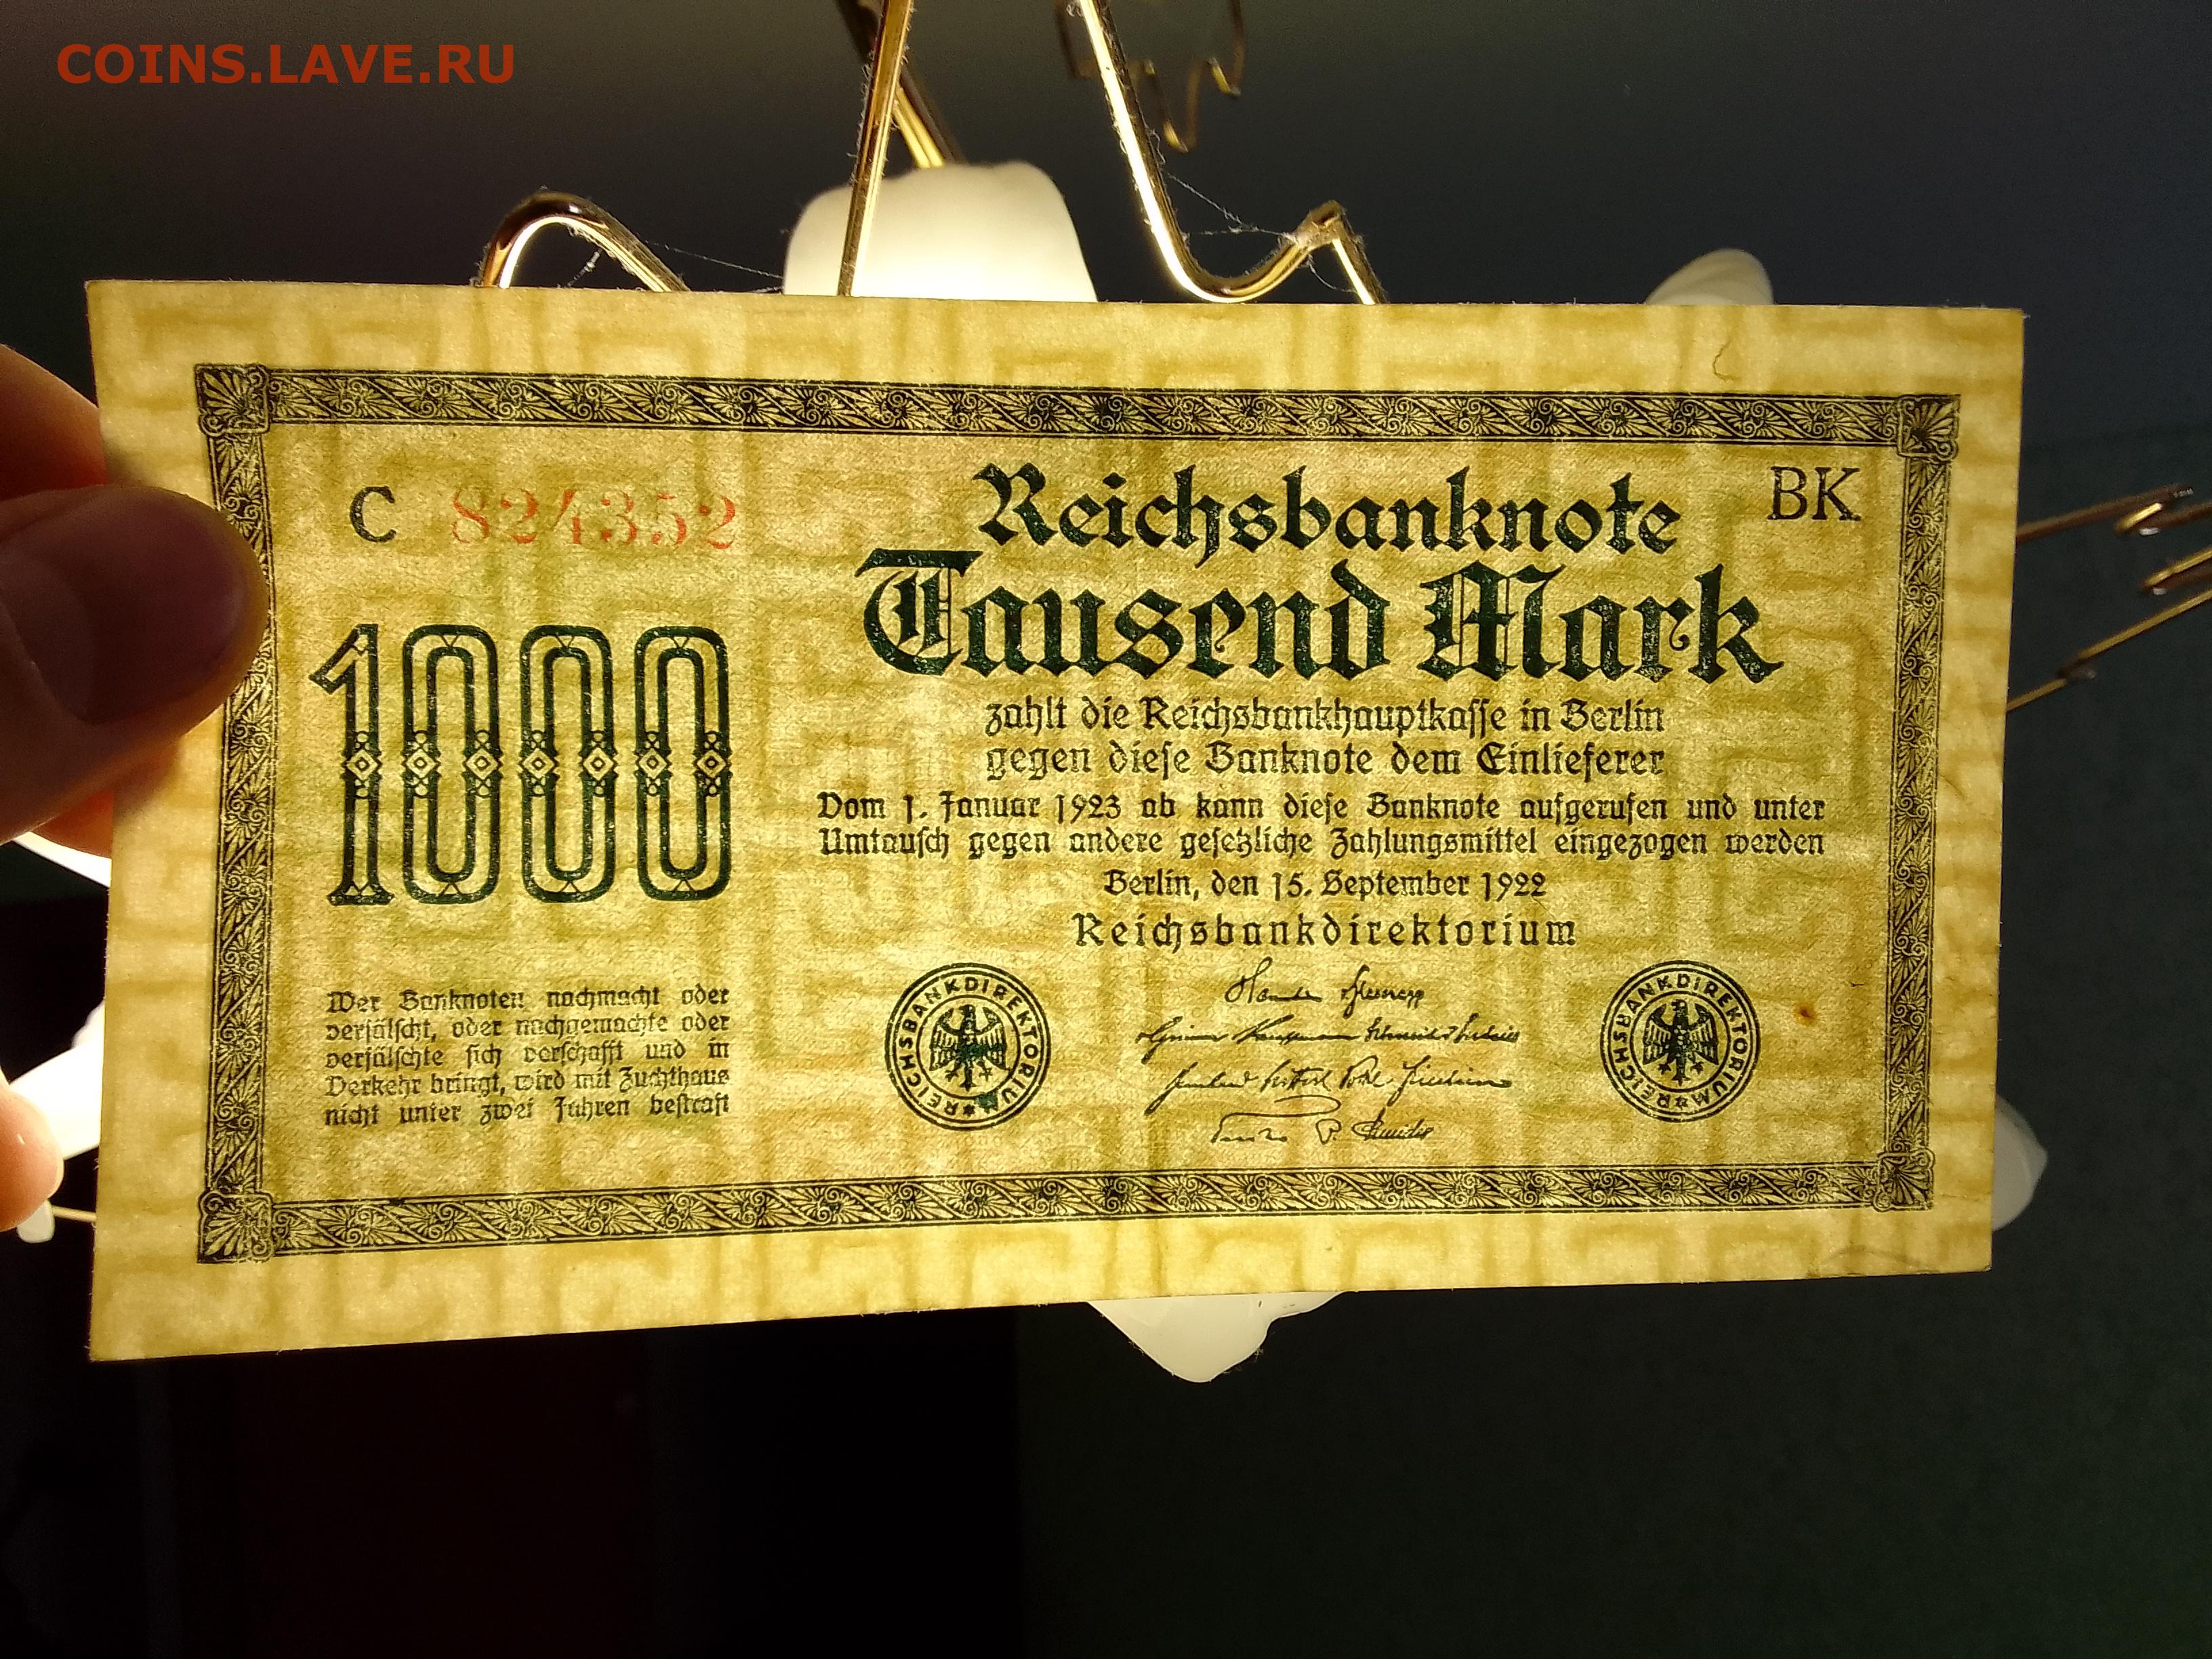 COINS.LAVE.RU
C 824352
BK
Reichsbanknote
Tausend Mark
1000
zahlt die Reichsbankhauptkasse in Berlin
gegen diese Banknote dem Einlieferer
Vom 1. Januar 1923 ab kann diese Banknote aufgerufen und unter
Umtausch gegen andere gesetzliche Zahlungsmittel eingezogen werden
Berlin, den 15. September 1922
Reichsbankdirektorium
Wer Banknoten nachmacht oder
verfälscht, oder nachgemachte oder
verfälschte sich verschafft und in
Verkehr bringt, wird mit Zuchthaus
nicht unter zwei Jahren bestraft
REICHSBANKDIREKTORIUM
REICHSBANKDIREKTORIUM